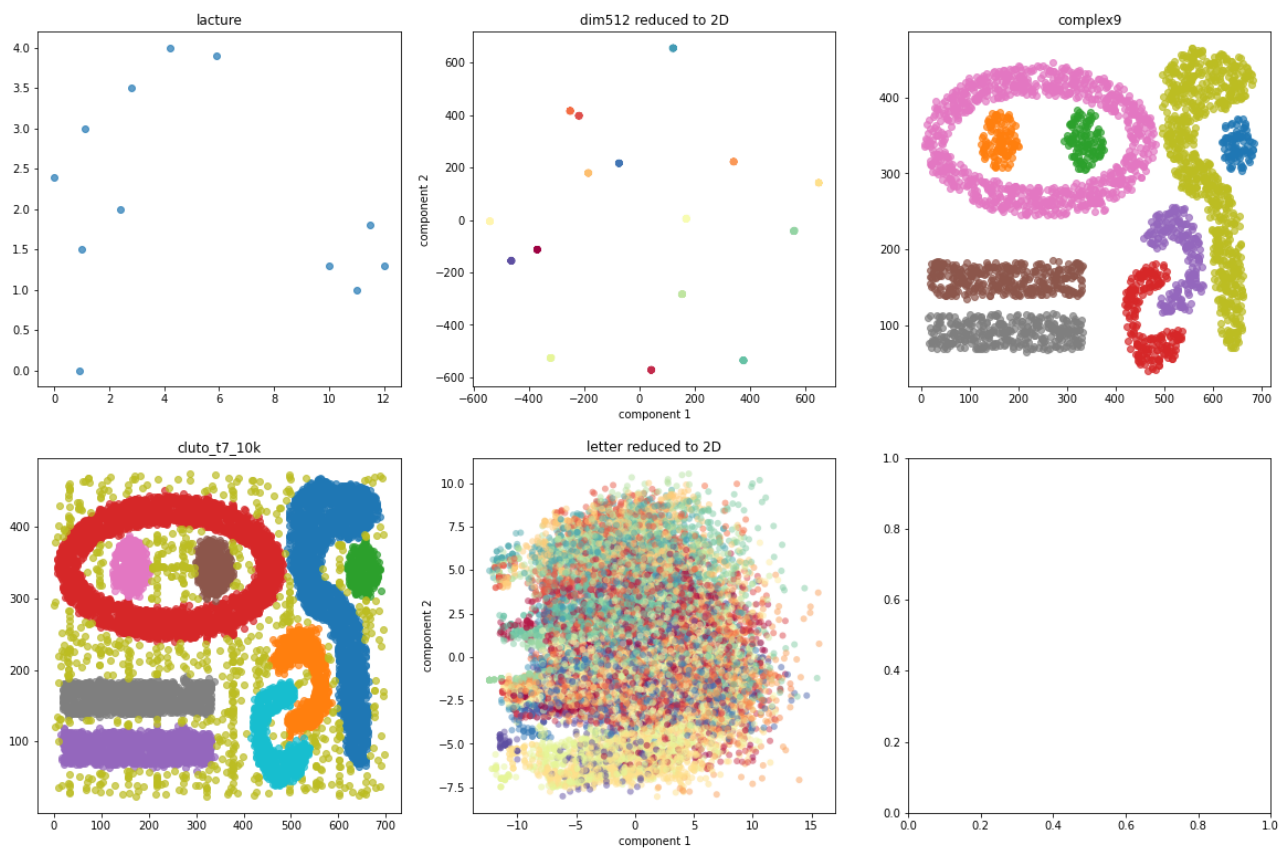 lacture
4.0
3.5
3.0
2.5
2.0
1.5
1.0
0.5
0.0
0 2 4 6 8 10 12
dim512 reduced to 2D
component 2
600
400
200
0
−200
−400
−600
−600 −400 −200 0 200 400 600
component 1
complex9
400
300
200
100
0 100 200 300 400 500 600 700
cluto_t7_10k
400
300
200
100
0 100 200 300 400 500 600 700
letter reduced to 2D
component 2
10.0
7.5
5.0
2.5
0.0
−2.5
−5.0
−7.5
−10 −5 0 5 10 15
component 1
1.0
0.8
0.6
0.4
0.2
0.0
0.0 0.2 0.4 0.6 0.8 1.0